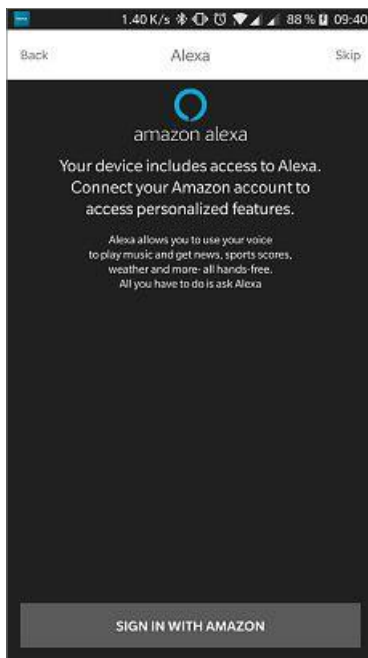 1.40 K/s 88 % 09:40
Back Alexa Skip
amazon alexa
Your device includes access to Alexa.
Connect your Amazon account to
access personalized features.
Alexa allows you to use your voice
to play music and get news, sports scores,
weather and more- all hands-free.
All you have to do is ask Alexa
SIGN IN WITH AMAZON